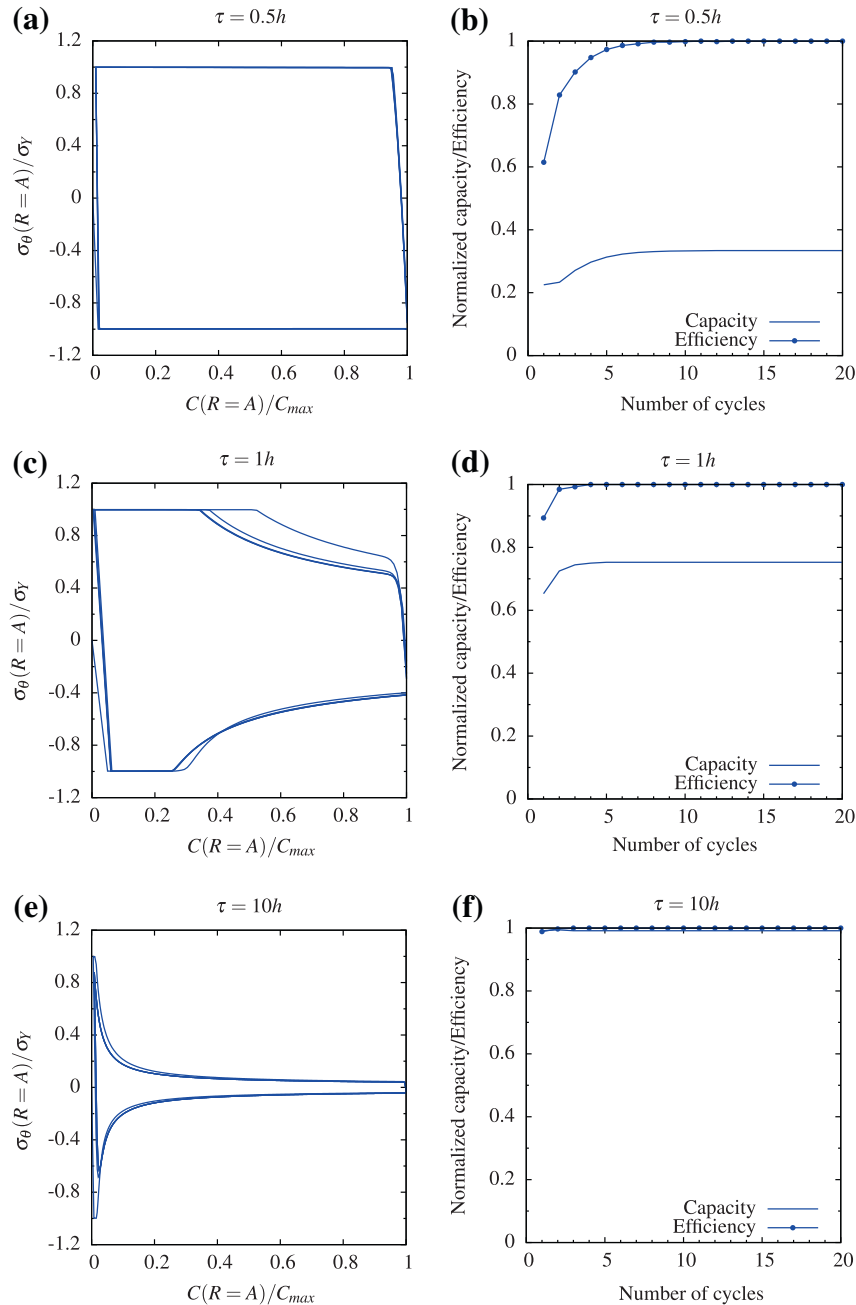 (a)
τ = 0.5h
1.2
0.8
0.4
0
-0.4
-0.8
-1.2
σθ(R = A)/σY
0 0.2 0.4 0.6 0.8 1
C(R = A)/Cmax
(b)
τ = 0.5h
1
0.8
0.6
0.4
0.2
0
Normalized capacity/Efficiency
Capacity
Efficiency
0 5 10 15 20
Number of cycles
(c)
τ = 1h
1.2
0.8
0.4
0
-0.4
-0.8
-1.2
σθ(R = A)/σY
0 0.2 0.4 0.6 0.8 1
C(R = A)/Cmax
(d)
τ = 1h
1
0.8
0.6
0.4
0.2
0
Normalized capacity/Efficiency
Capacity
Efficiency
0 5 10 15 20
Number of cycles
(e)
τ = 10h
1.2
0.8
0.4
0
-0.4
-0.8
-1.2
σθ(R = A)/σY
0 0.2 0.4 0.6 0.8 1
C(R = A)/Cmax
(f)
τ = 10h
1
0.8
0.6
0.4
0.2
0
Normalized capacity/Efficiency
Capacity
Efficiency
0 5 10 15 20
Number of cycles